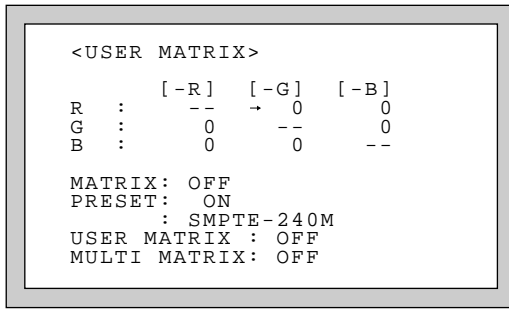 <USER MATRIX>
[-R] [-G] [-B]
R : -- → 0 0
G : 0 -- 0
B : 0 0 --
MATRIX: OFF
PRESET: ON
: SMPTE-240M
USER MATRIX : OFF
MULTI MATRIX: OFF